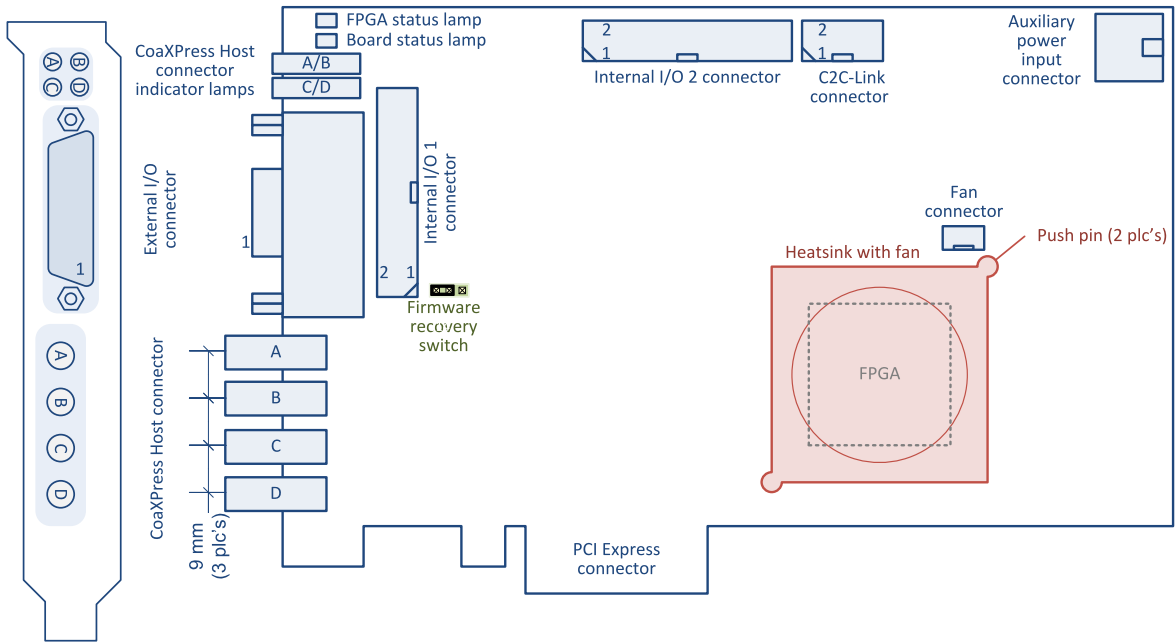 FPGA status lamp
Board status lamp
CoaXPress Host
connector
indicator lamps
A/B
C/D
2
1
Internal I/O 2 connector
2
1
C2C-Link
connector
Auxiliary
power
input
connector
A
B
C
D
1
External I/O
connector
1
Internal I/O 1
connector
2
1
Firmware
recovery
switch
Fan
connector
Push pin (2 plc's)
Heatsink with fan
FPGA
A
B
C
D
CoaXPress Host connector
A
B
C
D
9 mm
(3 plc's)
PCI Express
connector